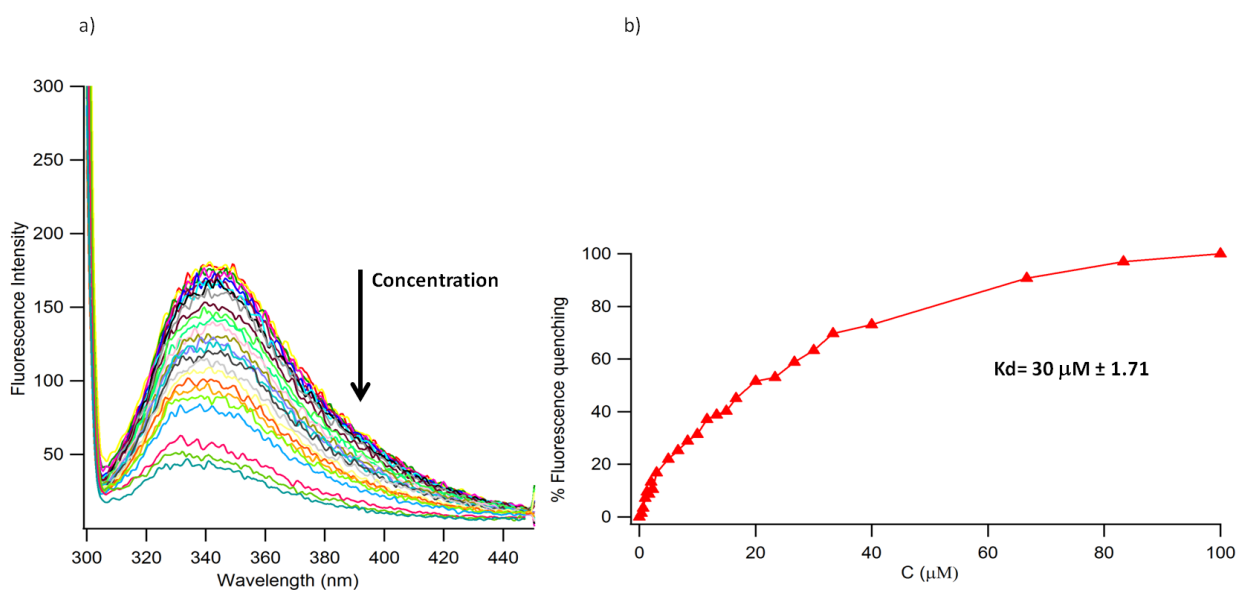 a)
300
250
200
150
100
50
Fluorescence Intensity
Concentration
300 320 340 360 380 400 420 440
Wavelength (nm)
b)
100
80
60
40
20
0
% Fluorescence quenching
Kd= 30 μM ± 1.71
0 20 40 60 80 100
C (μM)